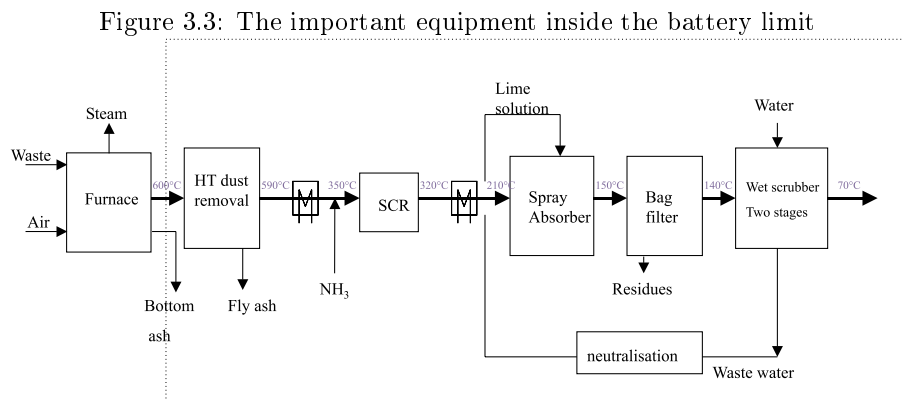 Figure 3.3: The important equipment inside the battery limit
Lime
solution
Water
Steam
Waste
Air
Furnace
600°C
HT dust
removal
590°C
350°C
SCR
320°C
210°C
Spray
Absorber
150°C
Bag
filter
140°C
Wet scrubber
Two stages
70°C
Bottom
ash
Fly ash
NH3
Residues
neutralisation
Waste water